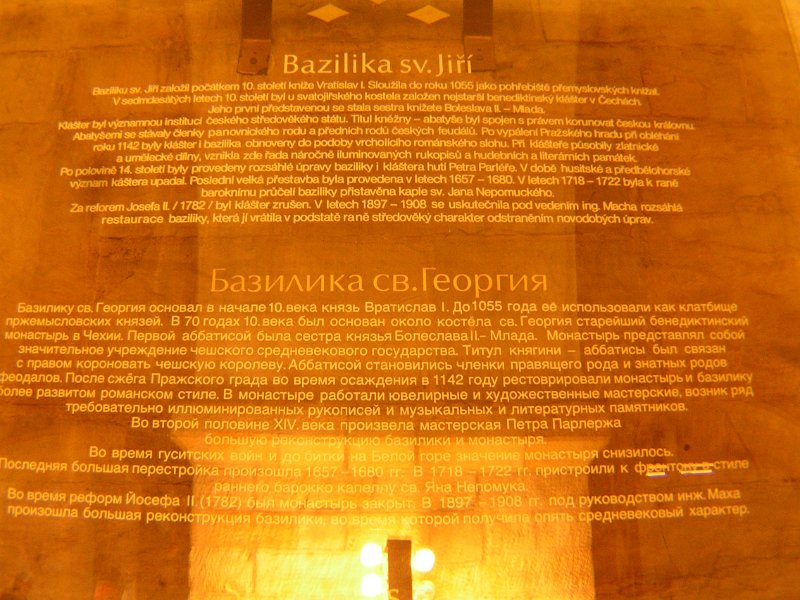 Bazilika sv. Jiří
Baziliku sv. Jiří založil počátkem 10. století kníže Vratislav I. Sloužila do roku 1055 jako pohřebiště přemyslovských knížat.
V sedmdesátých letech 10. století byl u svatojiřského kostela založen nejstarší benediktinský klášter v Čechách.
Jeho první představenou se stala sestra knížete Boleslava II. – Mlada.
Klášter byl významnou institucí českého středověkého státu. Titul kněžny – abatyše byl spojen s právem korunovat českou královnu.
Abatyšemi se stávaly členky panovnického rodu a předních rodů českých feudálů. Po vypálení Pražského hradu při obléhání
roku 1142 byly klášter i bazilika obnoveny do podoby vrcholícího románského slohu. Při klášteře působily zlatnické
a umělecké dílny, vznikla zde řada náročně iluminovaných rukopisů a hudebních a literárních památek.
Po polovině 14. století byly provedeny rozsáhlé úpravy baziliky i kláštera hutí Petra Parléře. V době husitské a předbělohorské
význam kláštera upadal. Poslední velká přestavba byla provedena v letech 1657 – 1680. V letech 1718 – 1722 byla k raně
baroknímu průčelí baziliky přistavěna kaple sv. Jana Nepomuckého.
Za reforem Josefa II. / 1782 / byl klášter zrušen. V letech 1897 – 1908 se uskutečnila pod vedením ing. Macha rozsáhlá
restaurace baziliky, která jí vrátila v podstatě raně středověký charakter odstraněním novodobých úprav.
Базилика св.Георгия
Базилику св. Георгия основал в начале 10. века князь Вратислав I. До 1055 года её использовали как клатбище
пржемысловских князей. В 70 годах 10. века был основан около костёла св. Георгия старейший бенедиктинский
монастырь в Чехии. Первой аббатисой была сестра князья Болеслава II.– Млада. Монастырь представлял собой
значительное учреждение чешского средневекового государства. Титул княгини – аббатисы был связан
с правом короновать чешскую королеву. Аббатисой становились членки правящего рода и знатных родов
феодалов. После сжёга Пражского града во время осаждения в 1142 году рестоврировали монастырь и базилику
более развитом романском стиле. В монастыре работали ювелирные и художественные мастерские, возник ряд
требовательно иллюминированных рукописей и музыкальных и литературных памятников.
Во второй половине XIV. века произвела мастерская Петра Парлержа
большую реконструкцию базилики и монастыря.
Во время гуситских войн и до битки на Белой горе значение монастыря снизилось.
Последняя большая перестройка произошла 1657 – 1680 гг. В 1718 – 1722 гг. пристроили к фронтону в стиле
раннего барокко капеллу св. Яна Непомука.
Во время реформ Йосефа II. (1782) был монастырь закрыт. В 1897 – 1908 гг. под руководством инж. Маха
произошла большая реконструкция базилики, во время которой получила опять средневековый характер.